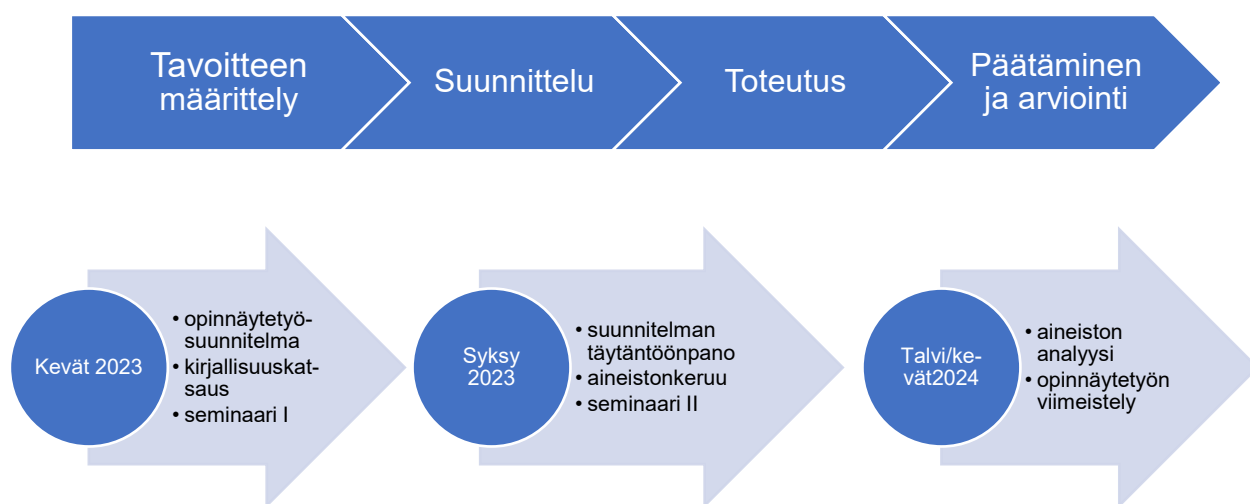 Tavoitteen
määrittely
Suunnittelu
Toteutus
Päätäminen
ja arviointi
Kevät 2023
• opinnäytetyö-
suunnitelma
• kirjallisuuskat-
saus
• seminaari I
Syksy
2023
• suunnitelman
täytäntöönpano
• aineistonkeruu
• seminaari II
Talvi/ke-
vät2024
• aineiston
analyysi
• opinnäytetyön
viimeistely